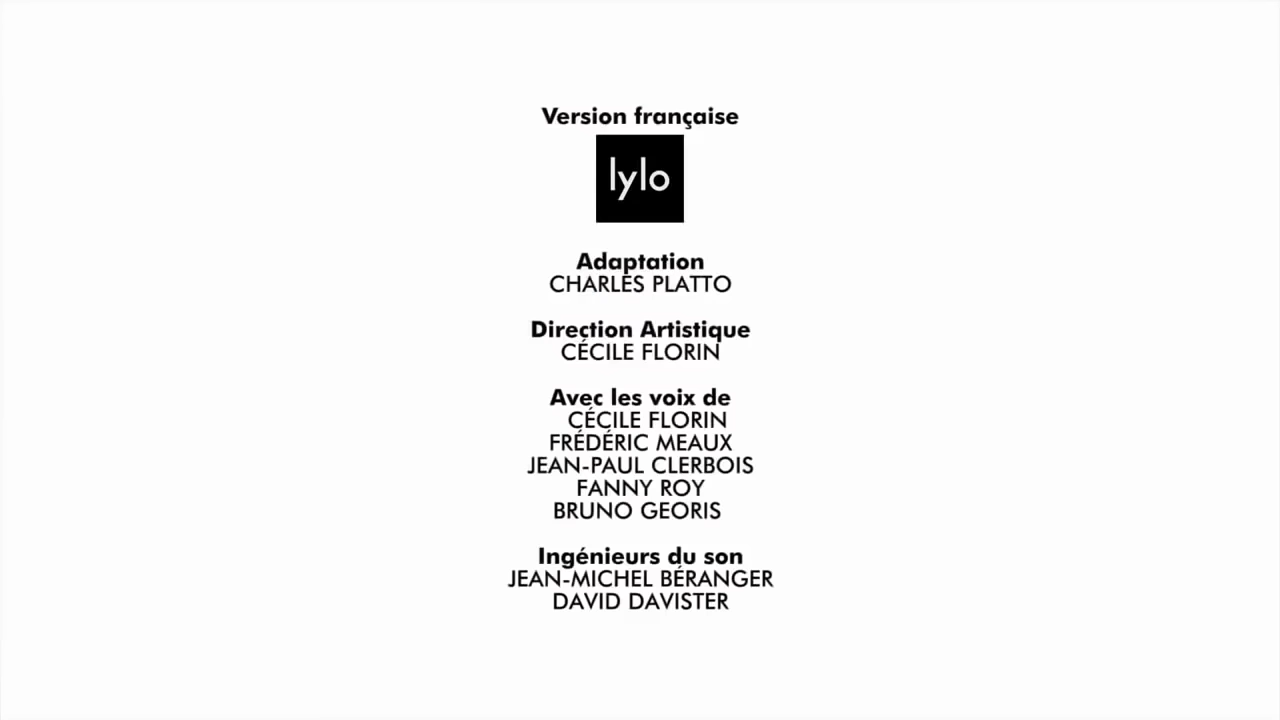 Version française
lylo
Adaptation
CHARLES PLATTO
Direction Artistique
CÉCILE FLORIN
Avec les voix de
CÉCILE FLORIN
FRÉDÉRIC MEAUX
JEAN-PAUL CLERBOIS
FANNY ROY
BRUNO GEORIS
Ingénieurs du son
JEAN-MICHEL BÉRANGER
DAVID DAVISTER